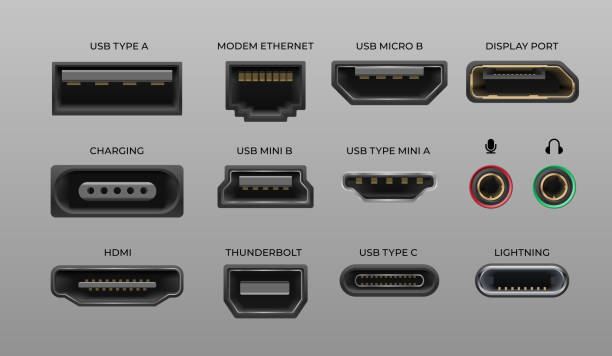 USB TYPE A
MODEM ETHERNET
USB MICRO B
DISPLAY PORT
CHARGING
USB MINI B
USB TYPE MINI A
HDMI
THUNDERBOLT
USB TYPE C
LIGHTNING